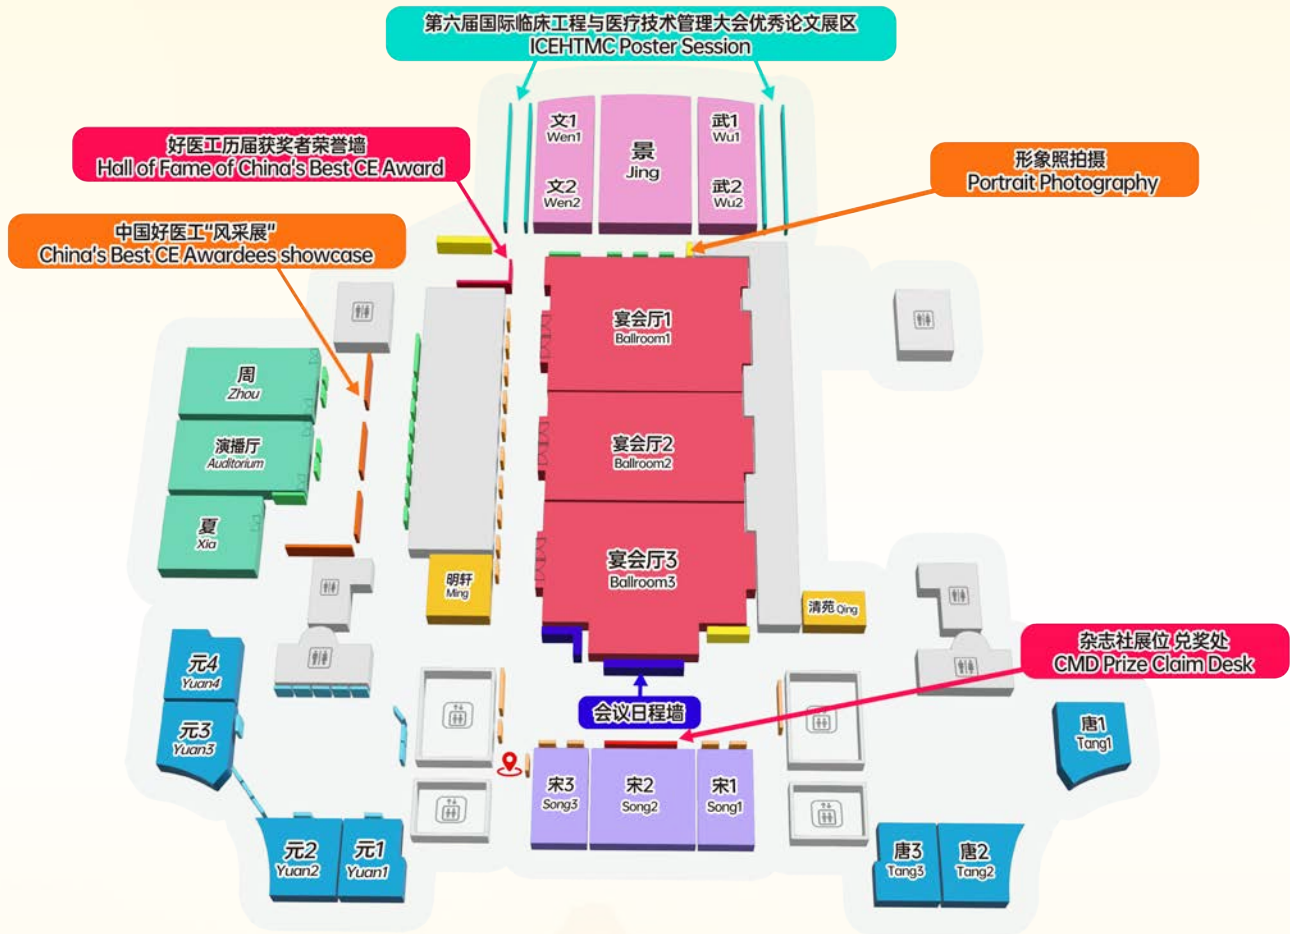 第六届国际临床工程与医疗技术管理大会优秀论文展区
ICEHTMC Poster Session
好医工历届获奖者荣誉墙
Hall of Fame of China's Best CE Award
形象照拍摄
Portrait Photography
中国好医工"风采展"
China's Best CE Awardees showcase
文1
Wen1
文2
Wen2
景
Jing
武1
Wu1
武2
Wu2
宴会厅1
Ballroom1
宴会厅2
Ballroom2
宴会厅3
Ballroom3
周
Zhou
演播厅
Auditorium
夏
Xia
明轩
Ming
清苑 Qing
杂志社展位 兑奖处
CMD Prize Claim Desk
会议日程墙
元4
Yuan4
元3
Yuan3
元2
Yuan2
元1
Yuan1
宋3
Song3
宋2
Song2
宋1
Song1
唐1
Tang1
唐3
Tang3
唐2
Tang2